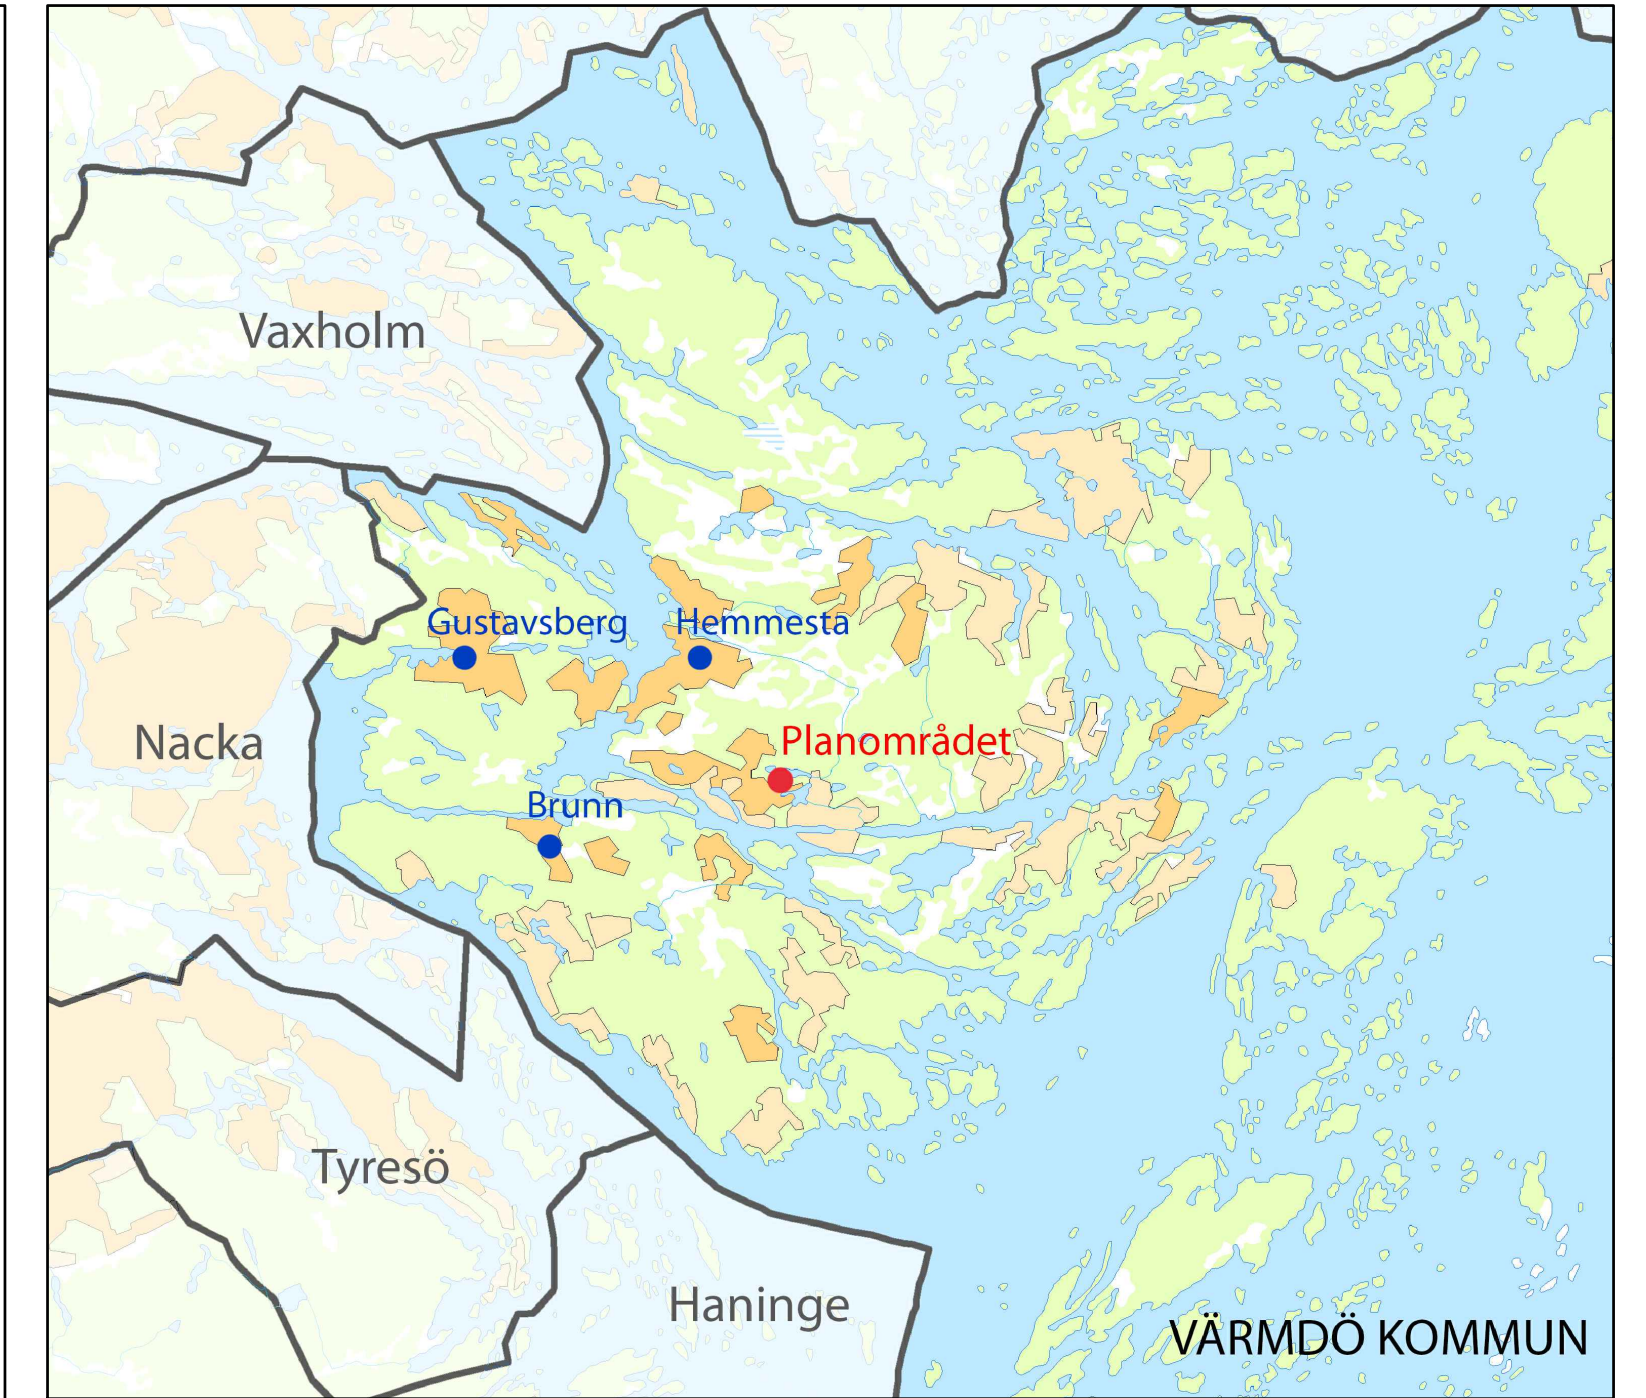 Vaxholm
Gustavsberg
Hemmesta
Nacka
Planområdet
Brunn
Tyresö
Haninge
VÄRMDÖ KOMMUN